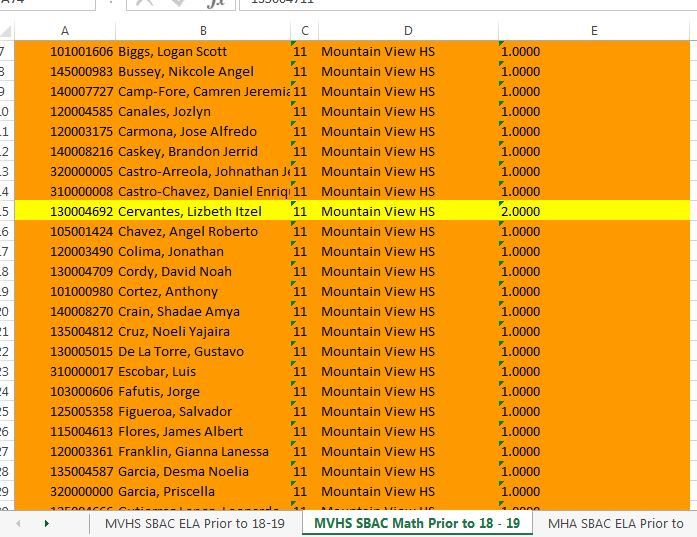 A B C D E
7 101001606 Biggs, Logan Scott 11 Mountain View HS 1.0000
8 145000983 Bussey, Nikcole Angel 11 Mountain View HS 1.0000
9 140007727 Camp-Fore, Camren Jeremia 11 Mountain View HS 1.0000
10 120004585 Canales, Jozlyn 11 Mountain View HS 1.0000
11 120003175 Carmona, Jose Alfredo 11 Mountain View HS 1.0000
12 140008216 Caskey, Brandon Jerrid 11 Mountain View HS 1.0000
13 320000005 Castro-Arreola, Johnathan Je 11 Mountain View HS 1.0000
14 310000008 Castro-Chavez, Daniel Enriq 11 Mountain View HS 1.0000
15 130004692 Cervantes, Lizbeth Itzel 11 Mountain View HS 2.0000
16 105001424 Chavez, Angel Roberto 11 Mountain View HS 1.0000
17 120003490 Colima, Jonathan 11 Mountain View HS 1.0000
18 130004709 Cordy, David Noah 11 Mountain View HS 1.0000
19 101000980 Cortez, Anthony 11 Mountain View HS 1.0000
20 140008270 Crain, Shadae Amya 11 Mountain View HS 1.0000
21 135004812 Cruz, Noeli Yajaira 11 Mountain View HS 1.0000
22 130005015 De La Torre, Gustavo 11 Mountain View HS 1.0000
23 310000017 Escobar, Luis 11 Mountain View HS 1.0000
24 103000606 Fafutis, Jorge 11 Mountain View HS 1.0000
25 125005358 Figueroa, Salvador 11 Mountain View HS 1.0000
26 115004613 Flores, James Albert 11 Mountain View HS 1.0000
27 120003361 Franklin, Gianna Lanessa 11 Mountain View HS 1.0000
28 135004587 Garcia, Desma Noelia 11 Mountain View HS 1.0000
29 320000000 Garcia, Priscella 11 Mountain View HS 1.0000
MVHS SBAC ELA Prior to 18-19 MVHS SBAC Math Prior to 18 - 19 MHA SBAC ELA Prior to